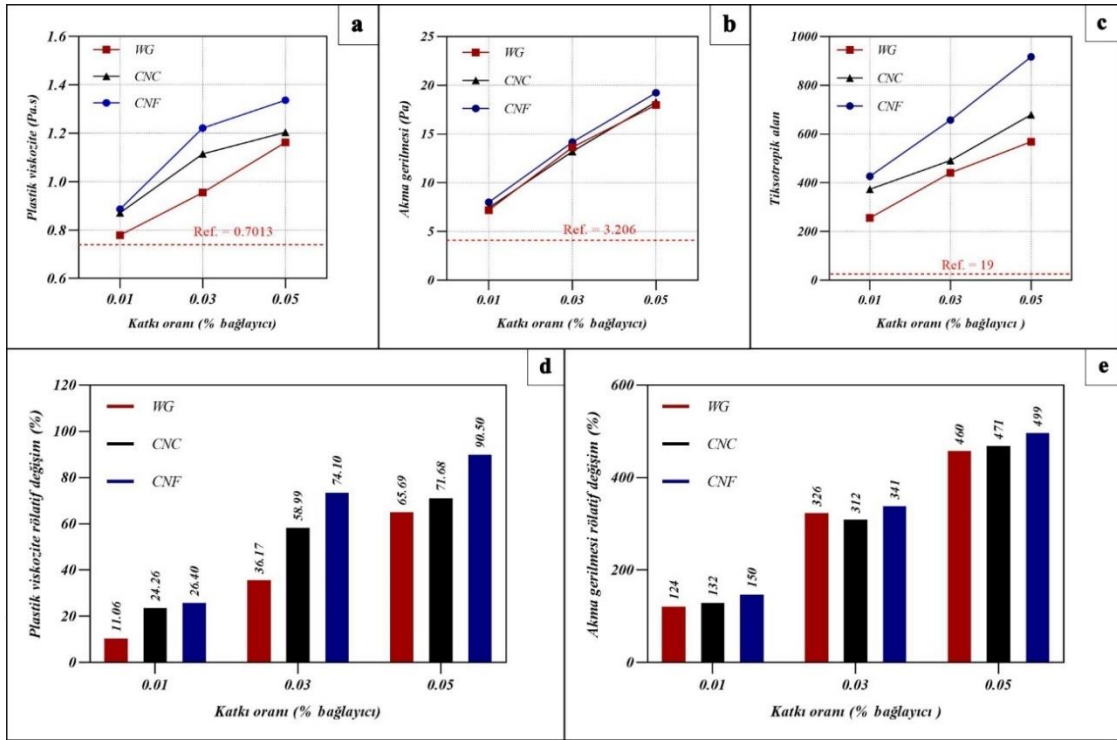 a
Plastik viskozite (Pa.s)
1.6
1.4
1.2
1.0
0.8
0.6
WG
CNC
CNF
Ref. = 0.7013
0.01 0.03 0.05
Katkı oranı (% bağlayıcı)
b
Akma gerilmesi (Pa)
25
20
15
10
5
0
WG
CNC
CNF
Ref. = 3.206
0.01 0.03 0.05
Katkı oranı (% bağlayıcı)
c
Tiksotropik alan
1000
800
600
400
200
0
WG
CNC
CNF
Ref. = 19
0.01 0.03 0.05
Katkı oranı (% bağlayıcı )
d
Plastik viskozite rölatif değişim (%)
120
100
80
60
40
20
0
WG
CNC
CNF
11.06 24.26 26.40 36.17 58.99 74.10 65.69 71.68 90.50
0.01 0.03 0.05
Katkı oranı (% bağlayıcı)
e
Akma gerilmesi rölatif değişim (%)
600
400
200
0
WG
CNC
CNF
124 132 150 326 312 341 460 471 499
0.01 0.03 0.05
Katkı oranı (% bağlayıcı )